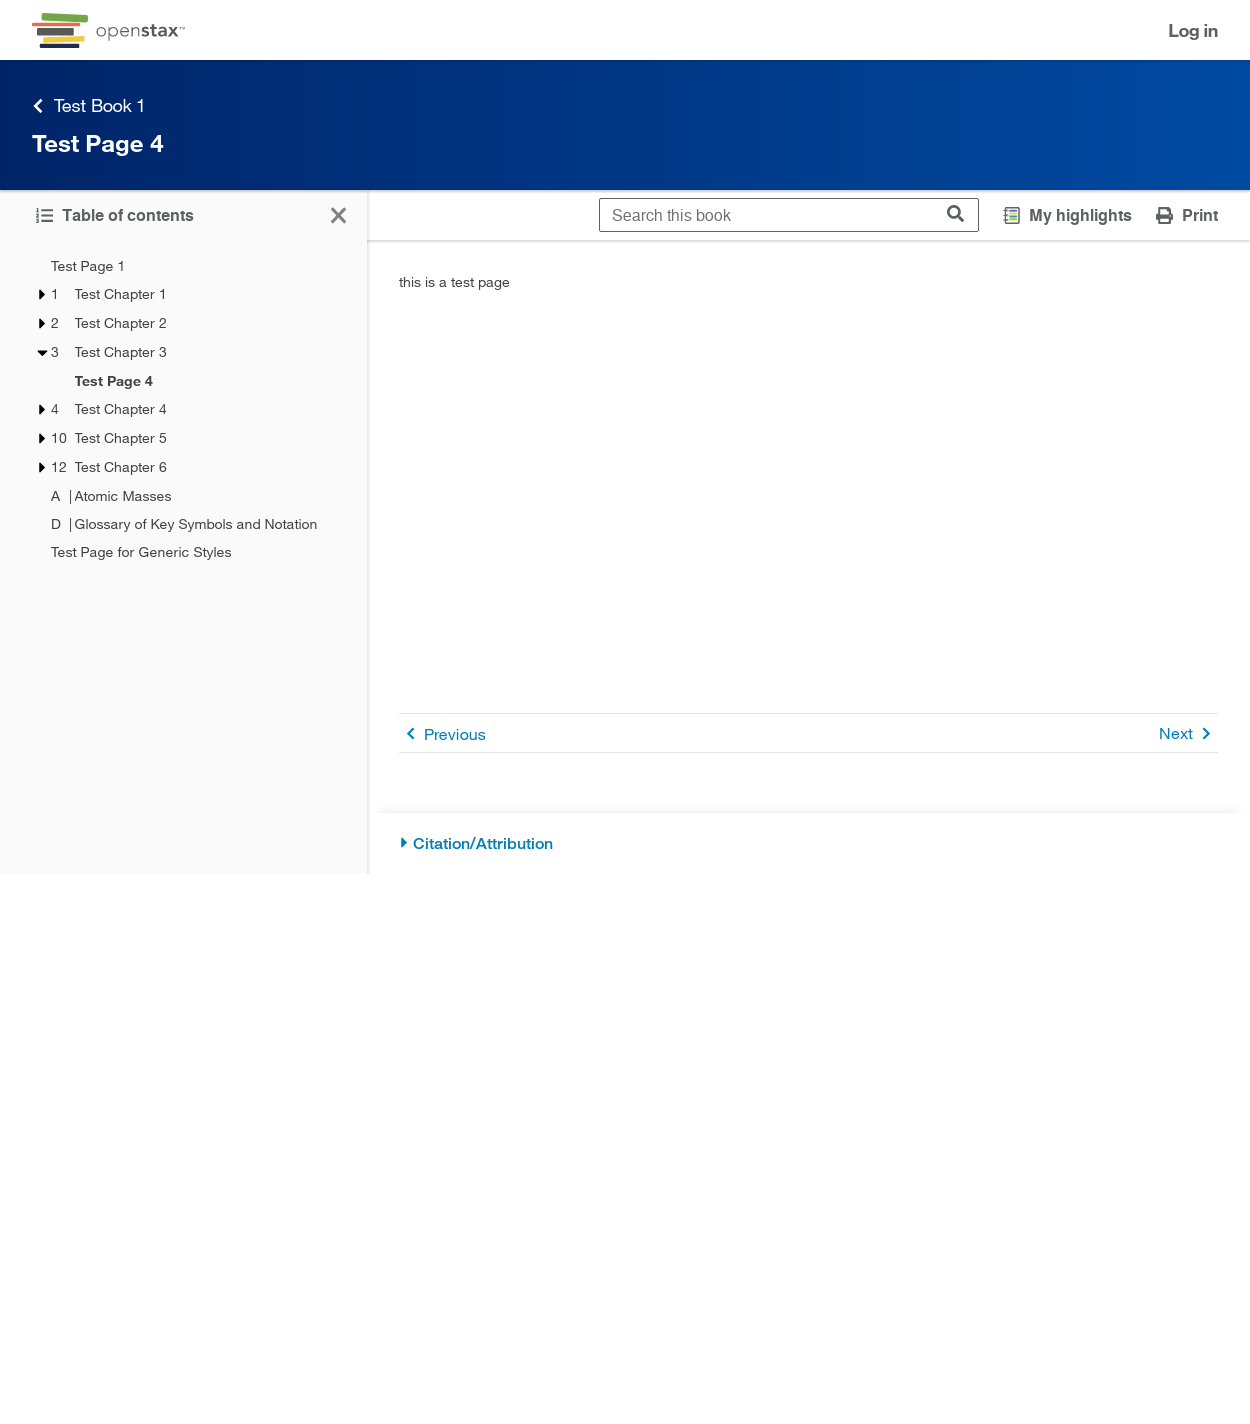 openstax™
Log in
Test Book 1
Test Page 4
Table of contents
Search this book
My highlights
Print
Test Page 1
1 Test Chapter 1
2 Test Chapter 2
3 Test Chapter 3
Test Page 4
4 Test Chapter 4
10 Test Chapter 5
12 Test Chapter 6
A | Atomic Masses
D | Glossary of Key Symbols and Notation
Test Page for Generic Styles
this is a test page
Previous
Next
Citation/Attribution